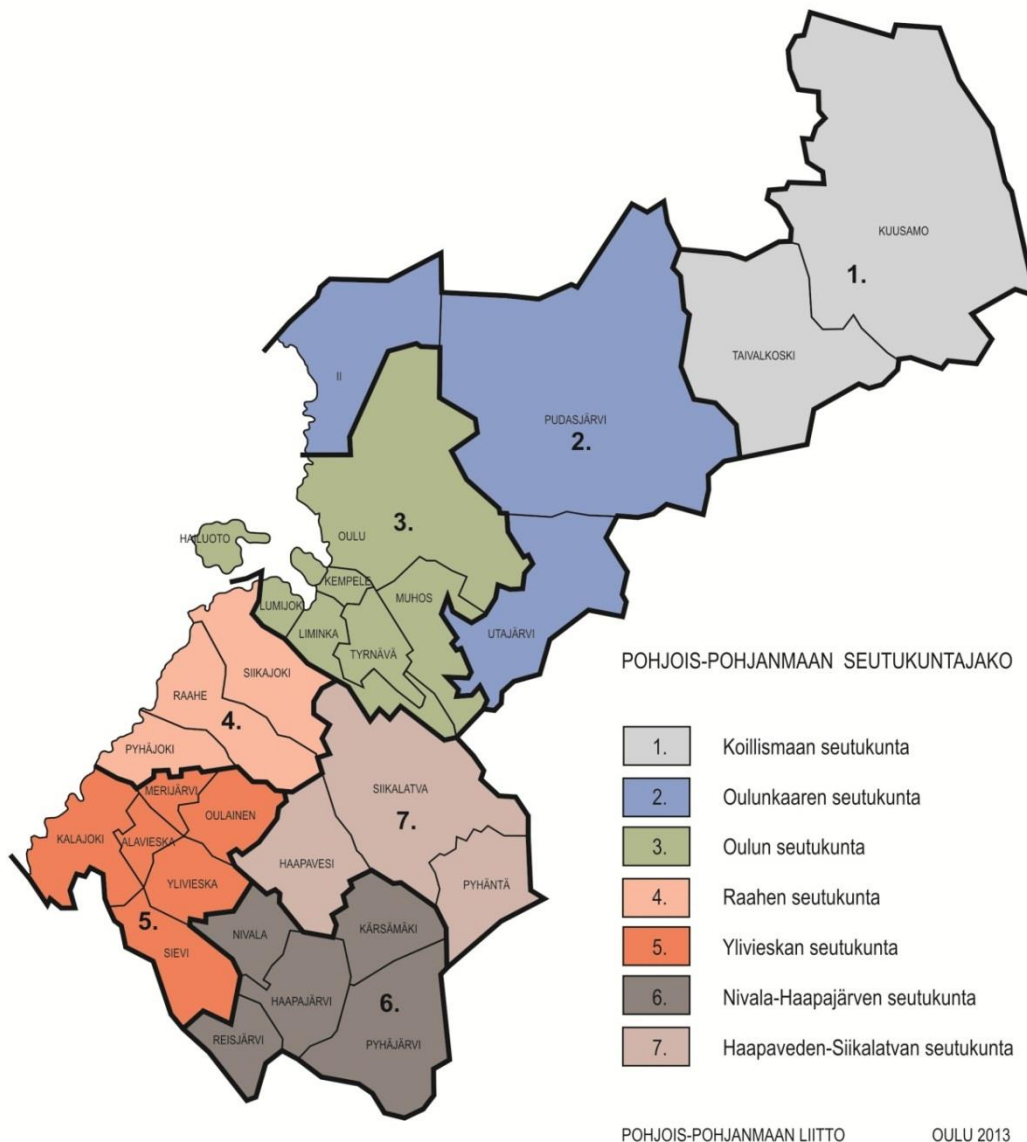 KUUSAMO
1.
TAIVALKOSKI
II
PUDASJÄRVI
2.
3.
OULU
HAILUOTO
KEMPELE
MUHOS
LUMIJOK
LIMINKA
TYRNÄVÄ
UTAJÄRVI
SIIKAJOKI
RAAHE
4.
PYHÄJOKI
MERIJÄRVI
OULAINEN
KALAJOKI
ALAVIESKA
YLIVIESKA
SIIKALATVA
7.
HAAPAVESI
PYHÄNTÄ
5.
SIEVI
NIVALA
KÄRSÄMÄKI
HAAPAJÄRVI
6.
REISJÄRVI
PYHÄJÄRVI
POHJOIS-POHJANMAAN SEUTUKUNTAJAKO
1. Koillismaan seutukunta
2. Oulunkaaren seutukunta
3. Oulun seutukunta
4. Raahen seutukunta
5. Ylivieskan seutukunta
6. Nivala-Haapajärven seutukunta
7. Haapaveden-Siikalatvan seutukunta
POHJOIS-POHJANMAAN LIITTO OULU 2013